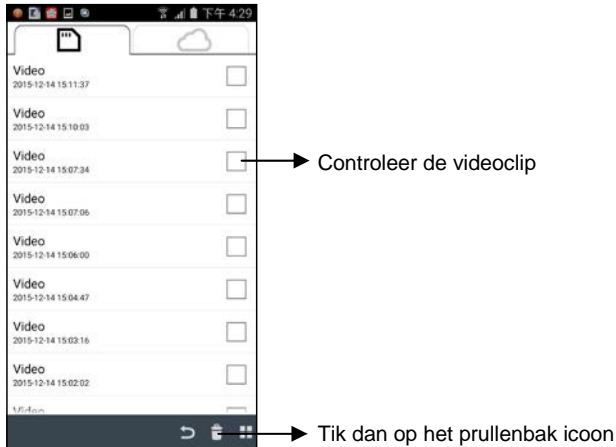 下午 4:29
Video
2015-12-14 15:11:37
Video
2015-12-14 15:10:03
Video
2015-12-14 15:07:34
Controleer de videoclip
Video
2015-12-14 15:07:06
Video
2015-12-14 15:06:00
Video
2015-12-14 15:04:47
Video
2015-12-14 15:03:16
Video
2015-12-14 15:02:02
Video
Tik dan op het prullenbak icoon